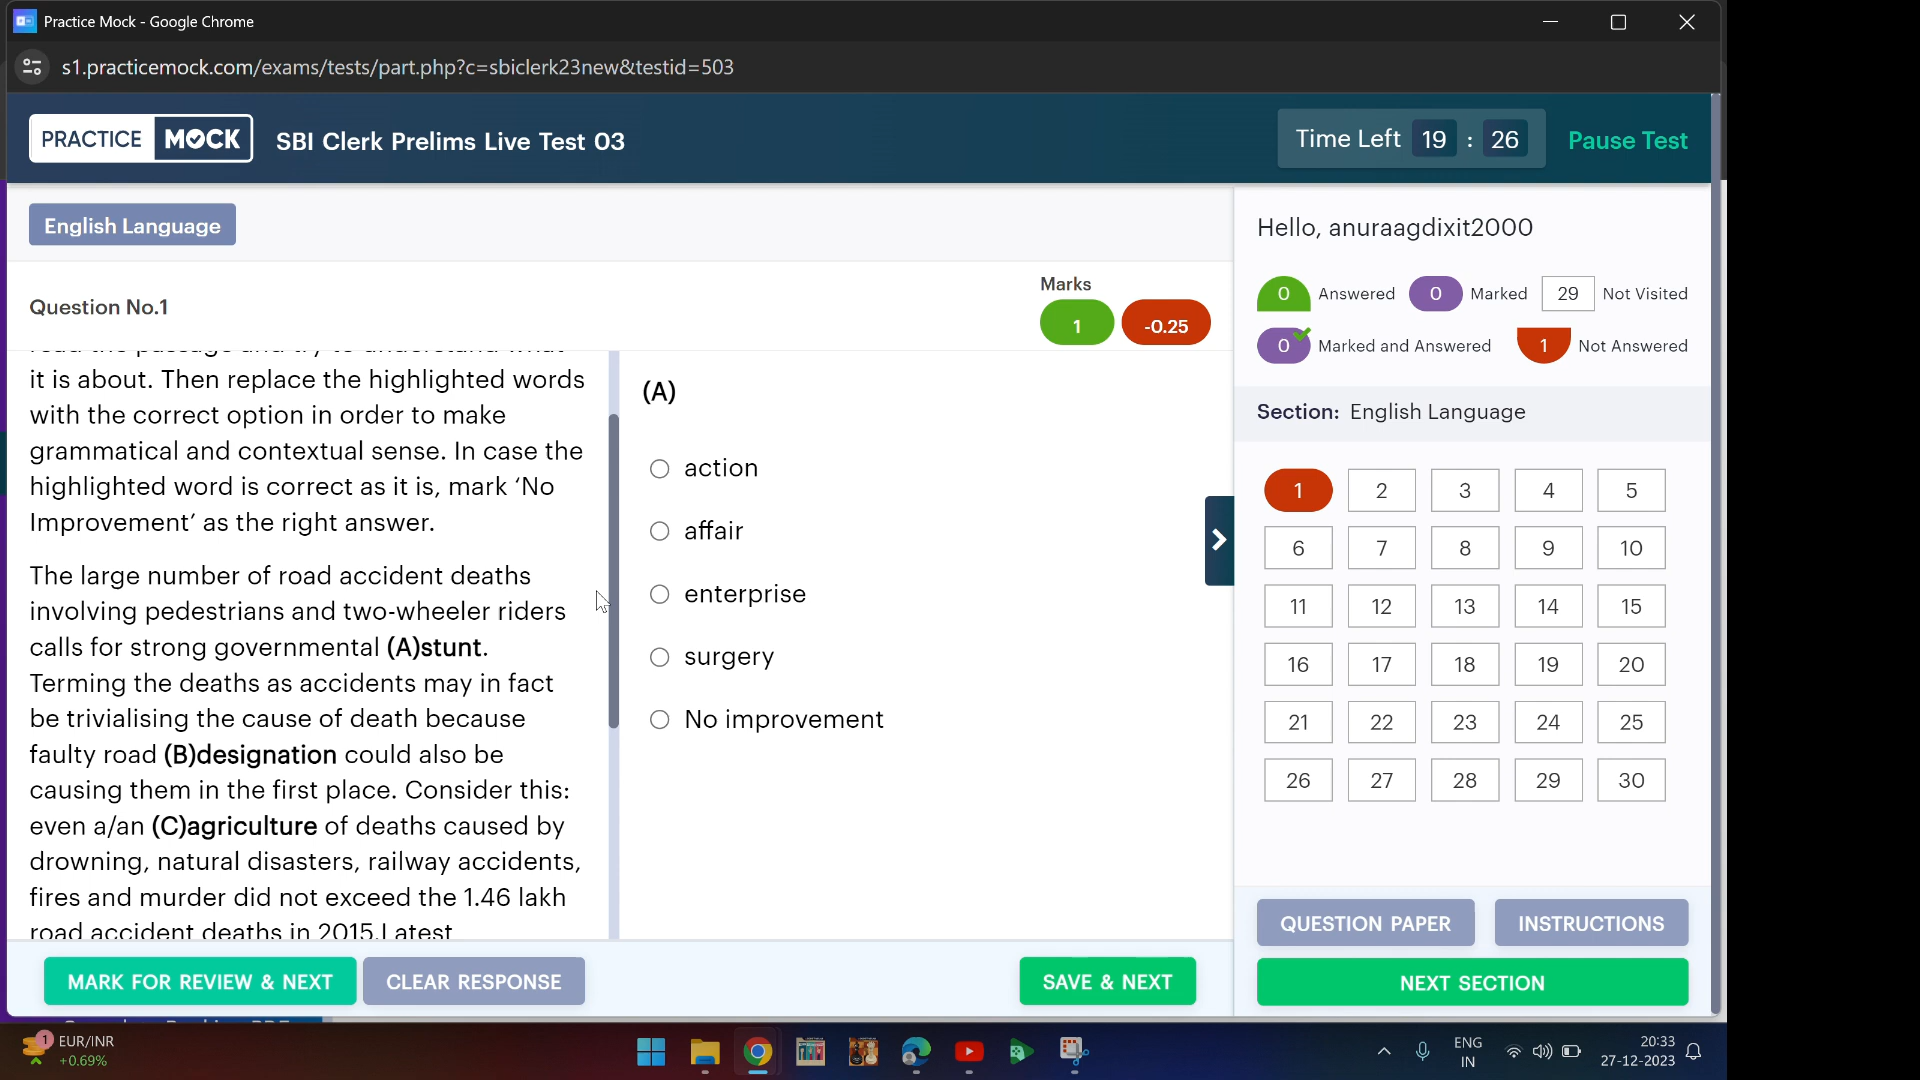 Practice Mock - Google Chrome
s1.practicemock.com/exams/tests/part.php?c=sbiclerk23new&testid=503
PRACTICE MOCK
SBI Clerk Prelims Live Test 03
Time Left 19 : 26
Pause Test
English Language
Question No.1
Marks
1
-0.25
it is about. Then replace the highlighted words
with the correct option in order to make
grammatical and contextual sense. In case the
highlighted word is correct as it is, mark ‘No
Improvement’ as the right answer.
The large number of road accident deaths
involving pedestrians and two-wheeler riders
calls for strong governmental (A)stunt.
Terming the deaths as accidents may in fact
be trivialising the cause of death because
faulty road (B)designation could also be
causing them in the first place. Consider this:
even a/an (C)agriculture of deaths caused by
drowning, natural disasters, railway accidents,
fires and murder did not exceed the 1.46 lakh
road accident deaths in 2015.Latest
(A)
action
affair
enterprise
surgery
No improvement
Hello, anuraagdixit2000
0 Answered
0 Marked
29 Not Visited
0 Marked and Answered
1 Not Answered
Section: English Language
1 2 3 4 5
6 7 8 9 10
11 12 13 14 15
16 17 18 19 20
21 22 23 24 25
26 27 28 29 30
QUESTION PAPER
INSTRUCTIONS
MARK FOR REVIEW & NEXT
CLEAR RESPONSE
SAVE & NEXT
NEXT SECTION
1
EUR/INR
+0.69%
ENG
IN
20:33
27-12-2023